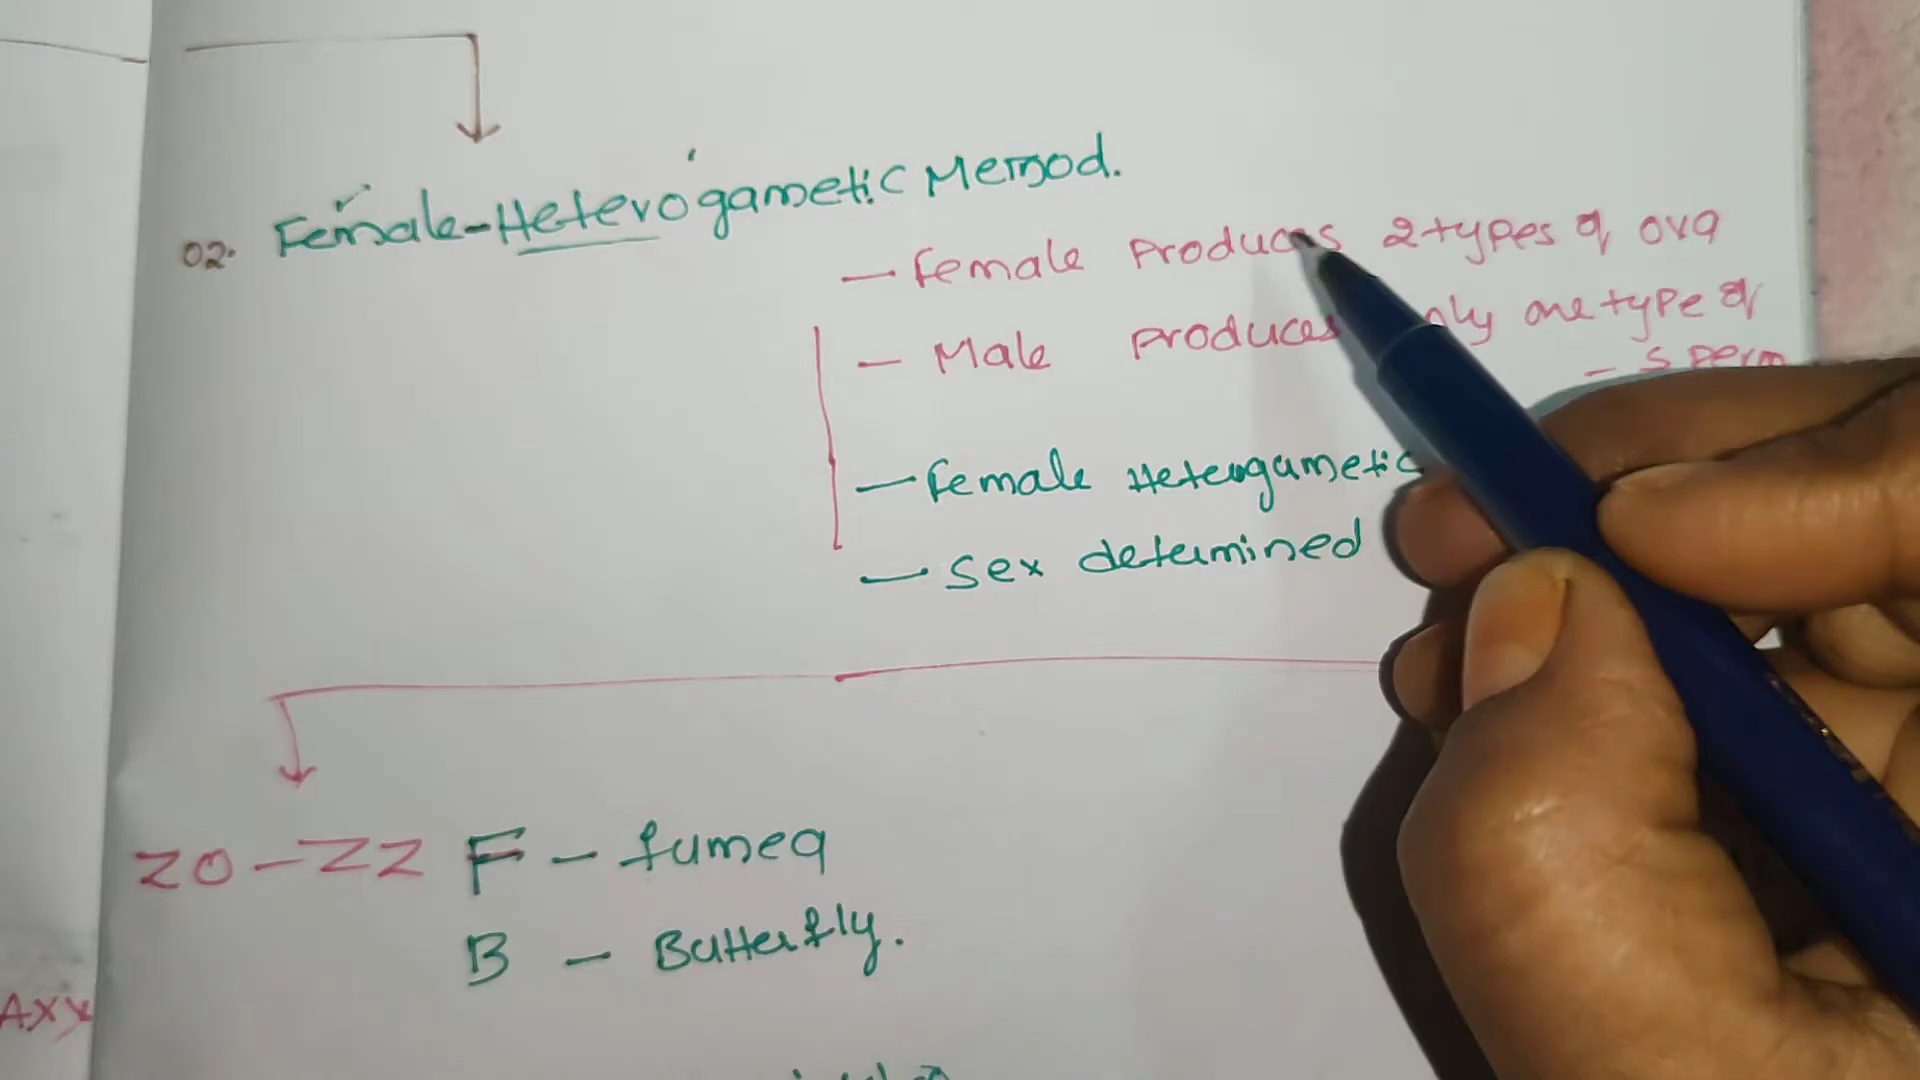 02. Female-Heterogametic Method.
- Female Produces 2 types of ova
- Male Produces only one type of
- sperm
- Female Heterogametic
- Sex determined
ZO-ZZ F - fumea
B - Butterfly.
AXY